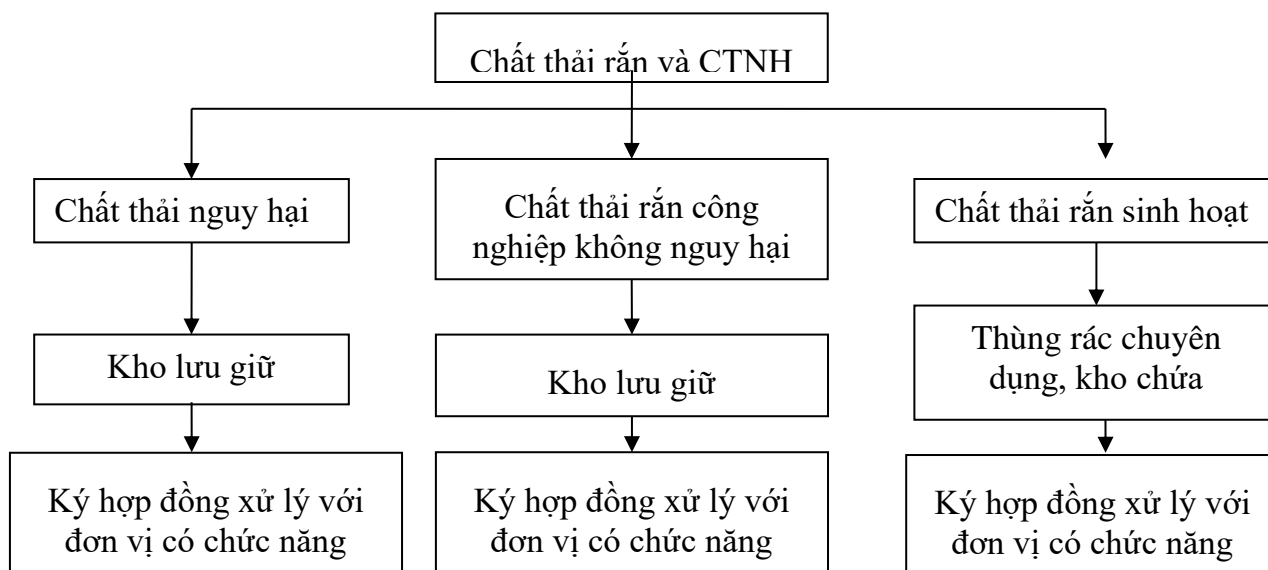 Chất thải rắn và CTNH
Chất thải nguy hại
Chất thải rắn công
nghiệp không nguy hại
Chất thải rắn sinh hoạt
Kho lưu giữ
Kho lưu giữ
Thùng rác chuyên
dụng, kho chứa
Ký hợp đồng xử lý với
đơn vị có chức năng
Ký hợp đồng xử lý với
đơn vị có chức năng
Ký hợp đồng xử lý với
đơn vị có chức năng